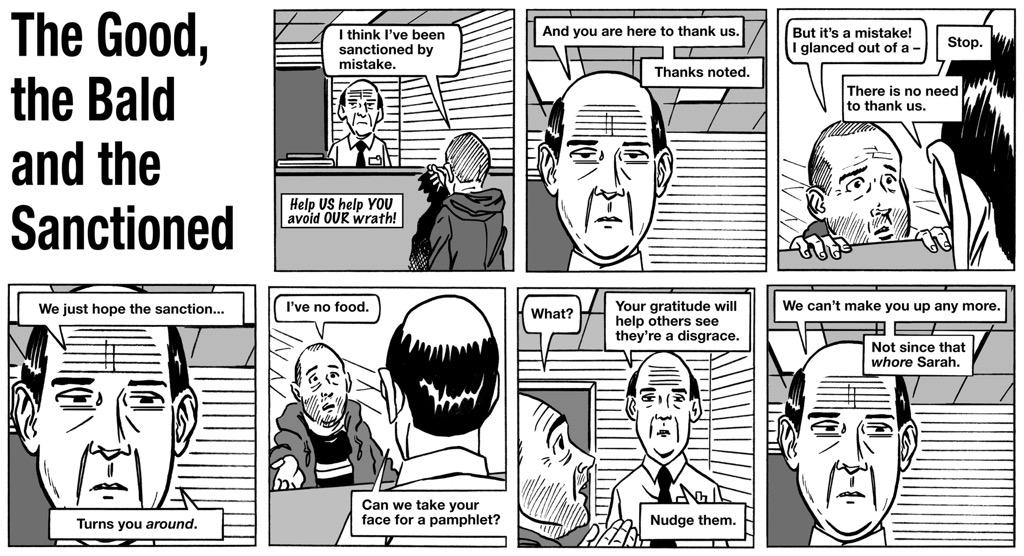 The Good,
the Bald
and the
Sanctioned
I think I've been
sanctioned by
mistake.
Help US help YOU
avoid OUR wrath!
And you are here to thank us.
Thanks noted.
But it's a mistake!
I glanced out of a –
Stop.
There is no need
to thank us.
We just hope the sanction...
Turns you around.
I've no food.
Can we take your
face for a pamphlet?
What?
Your gratitude will
help others see
they're a disgrace.
Nudge them.
We can't make you up any more.
Not since that
whore Sarah.